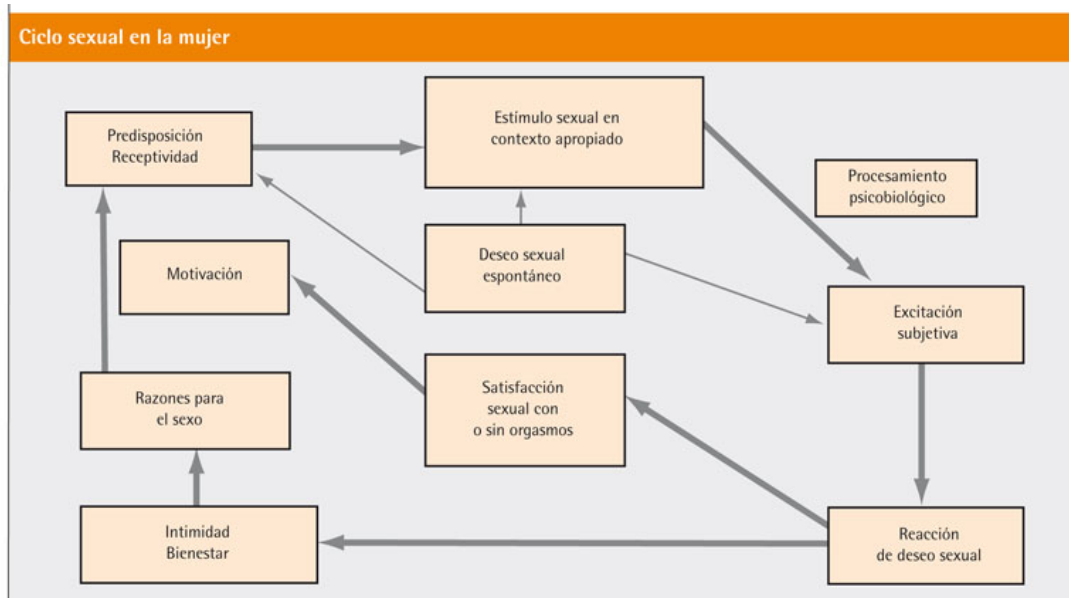 Ciclo sexual en la mujer
Predisposición
Receptividad
Estímulo sexual en
contexto apropiado
Procesamiento
psicobiológico
Motivación
Deseo sexual
espontáneo
Excitación
subjetiva
Razones para
el sexo
Satisfacción
sexual con
o sin orgasmos
Intimidad
Bienestar
Reacción
de deseo sexual